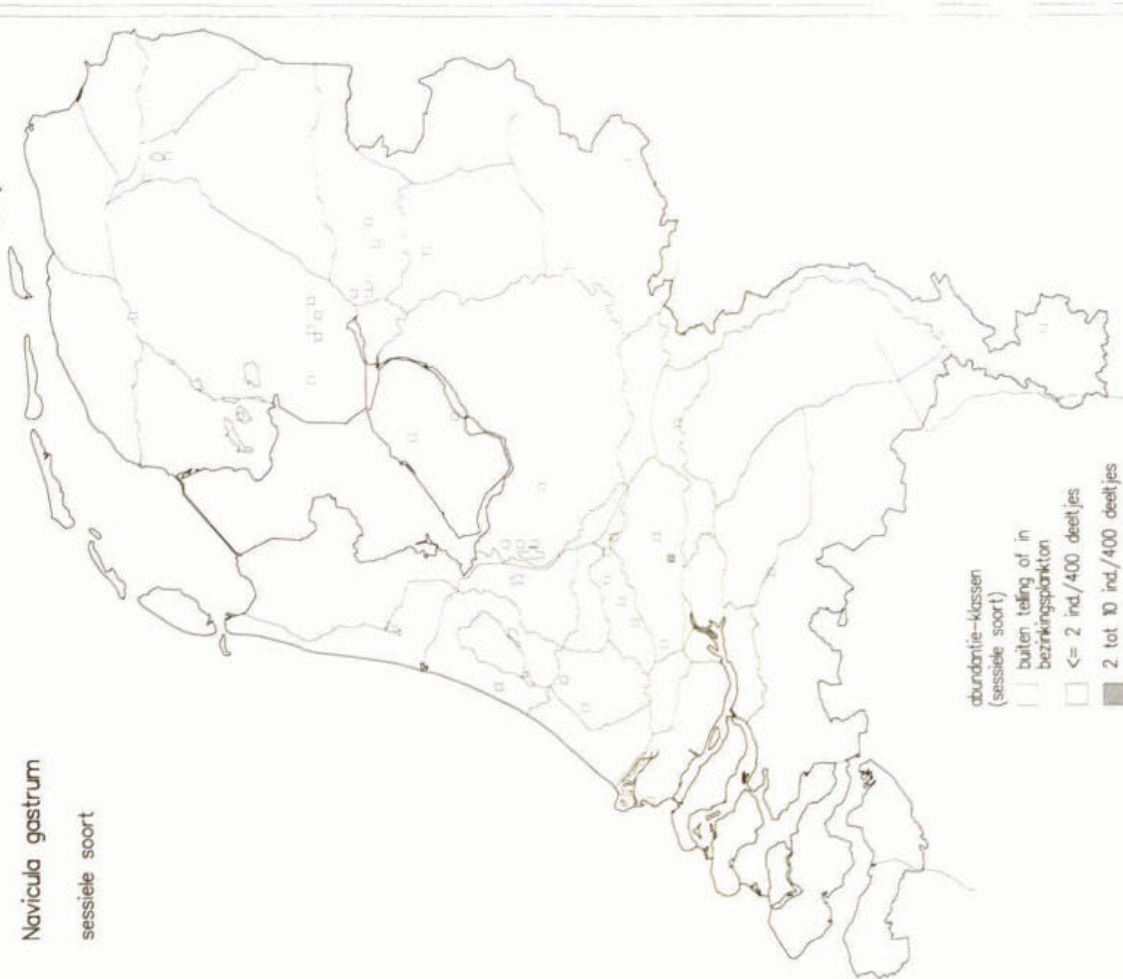 Navicula gastrum
sessiele soort
abundantie-klassen
(sessiele soort)
buiten telling of in
bezinkingsplankton
<= 2 ind./400 deeltjes
2 tot 10 ind./400 deeltjes